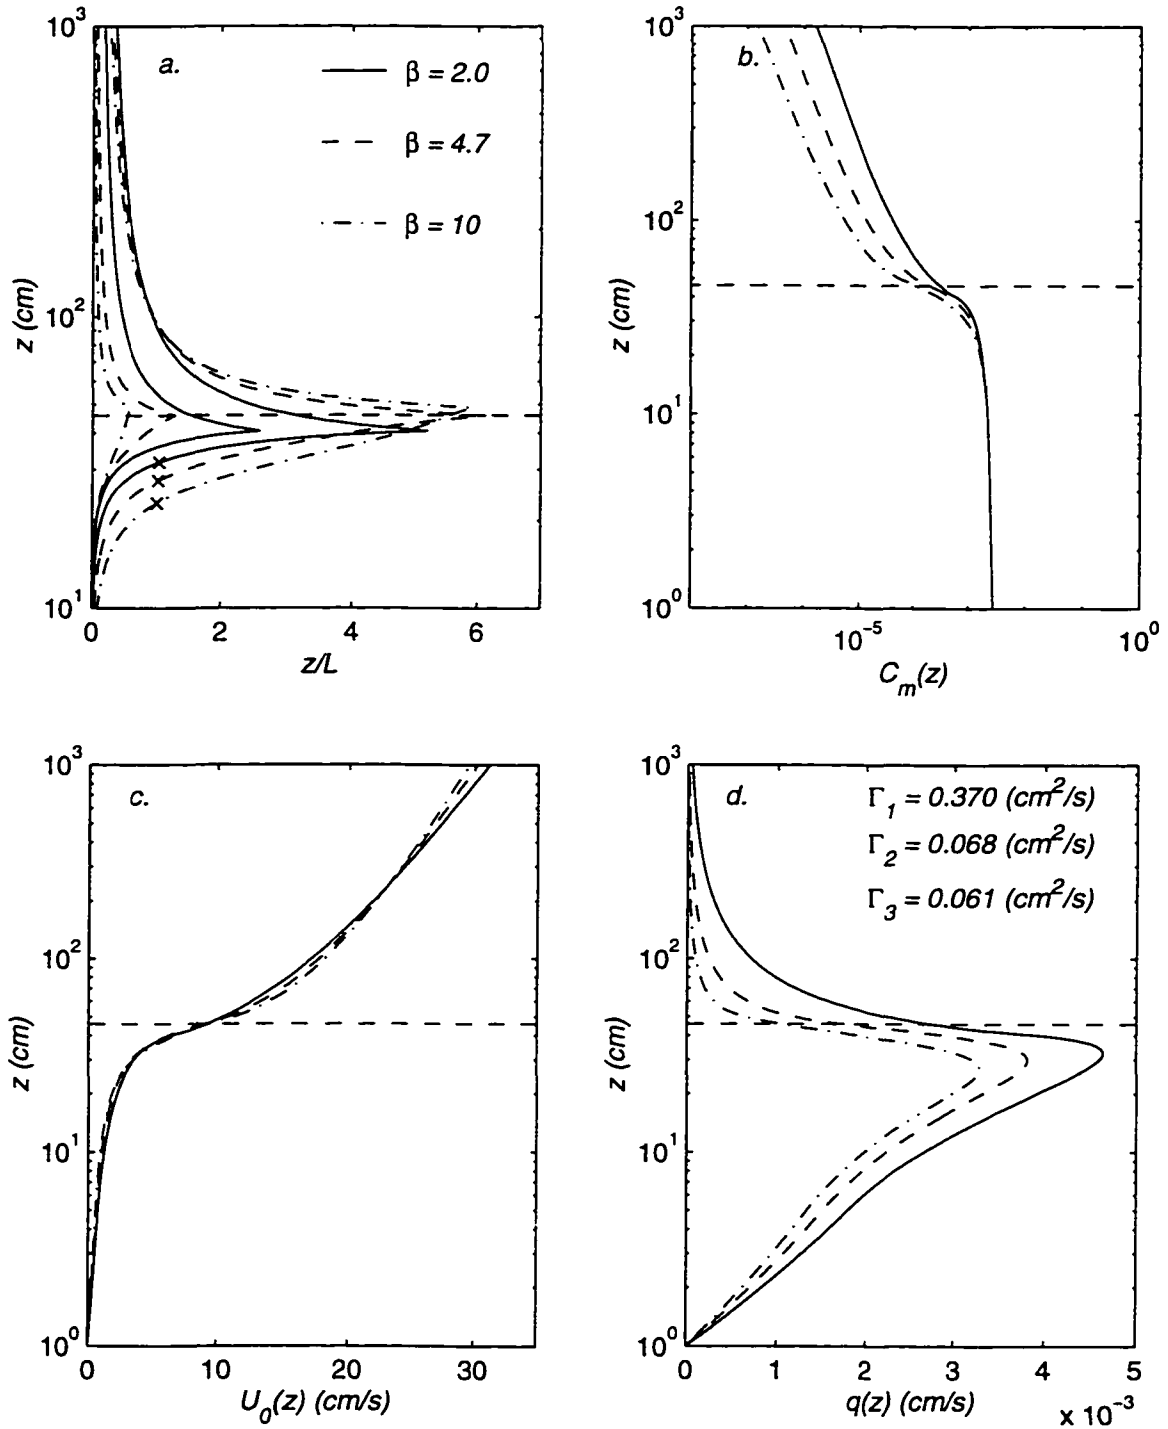 a.
β = 2.0
β = 4.7
β = 10
10^3
10^2
10^1
z (cm)
0 2 4 6
z/L
b.
10^3
10^2
10^1
10^0
z (cm)
10^-5 10^0
C_m(z)
c.
10^3
10^2
10^1
10^0
z (cm)
0 10 20 30
U_0(z) (cm/s)
d.
Γ_1 = 0.370 (cm^2/s)
Γ_2 = 0.068 (cm^2/s)
Γ_3 = 0.061 (cm^2/s)
10^3
10^2
10^1
10^0
z (cm)
0 1 2 3 4 5
q(z) (cm/s)
x 10^-3